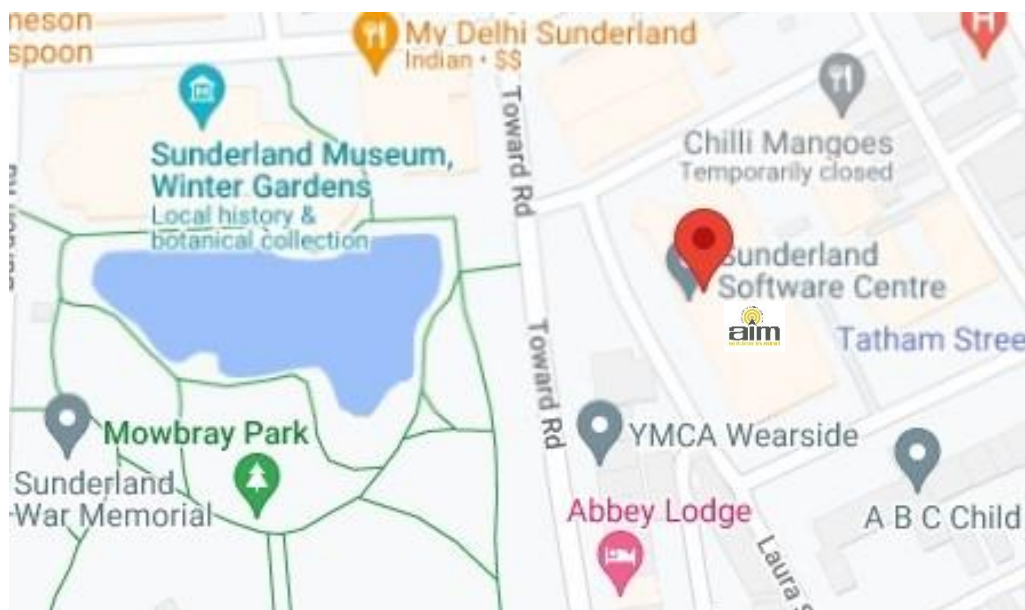 meson
spoon
My Delhi Sunderland
Indian • $$
Sunderland Museum,
Winter Gardens
Local history &
botanical collection
Toward Rd
Chilli Mangoes
Temporarily closed
Sunderland
Software Centre
aim
Tatham Stree
Toward Rd
Mowbray Park
YMCA Wearside
Sunderland
War Memorial
Abbey Lodge
A B C Child
Laura S